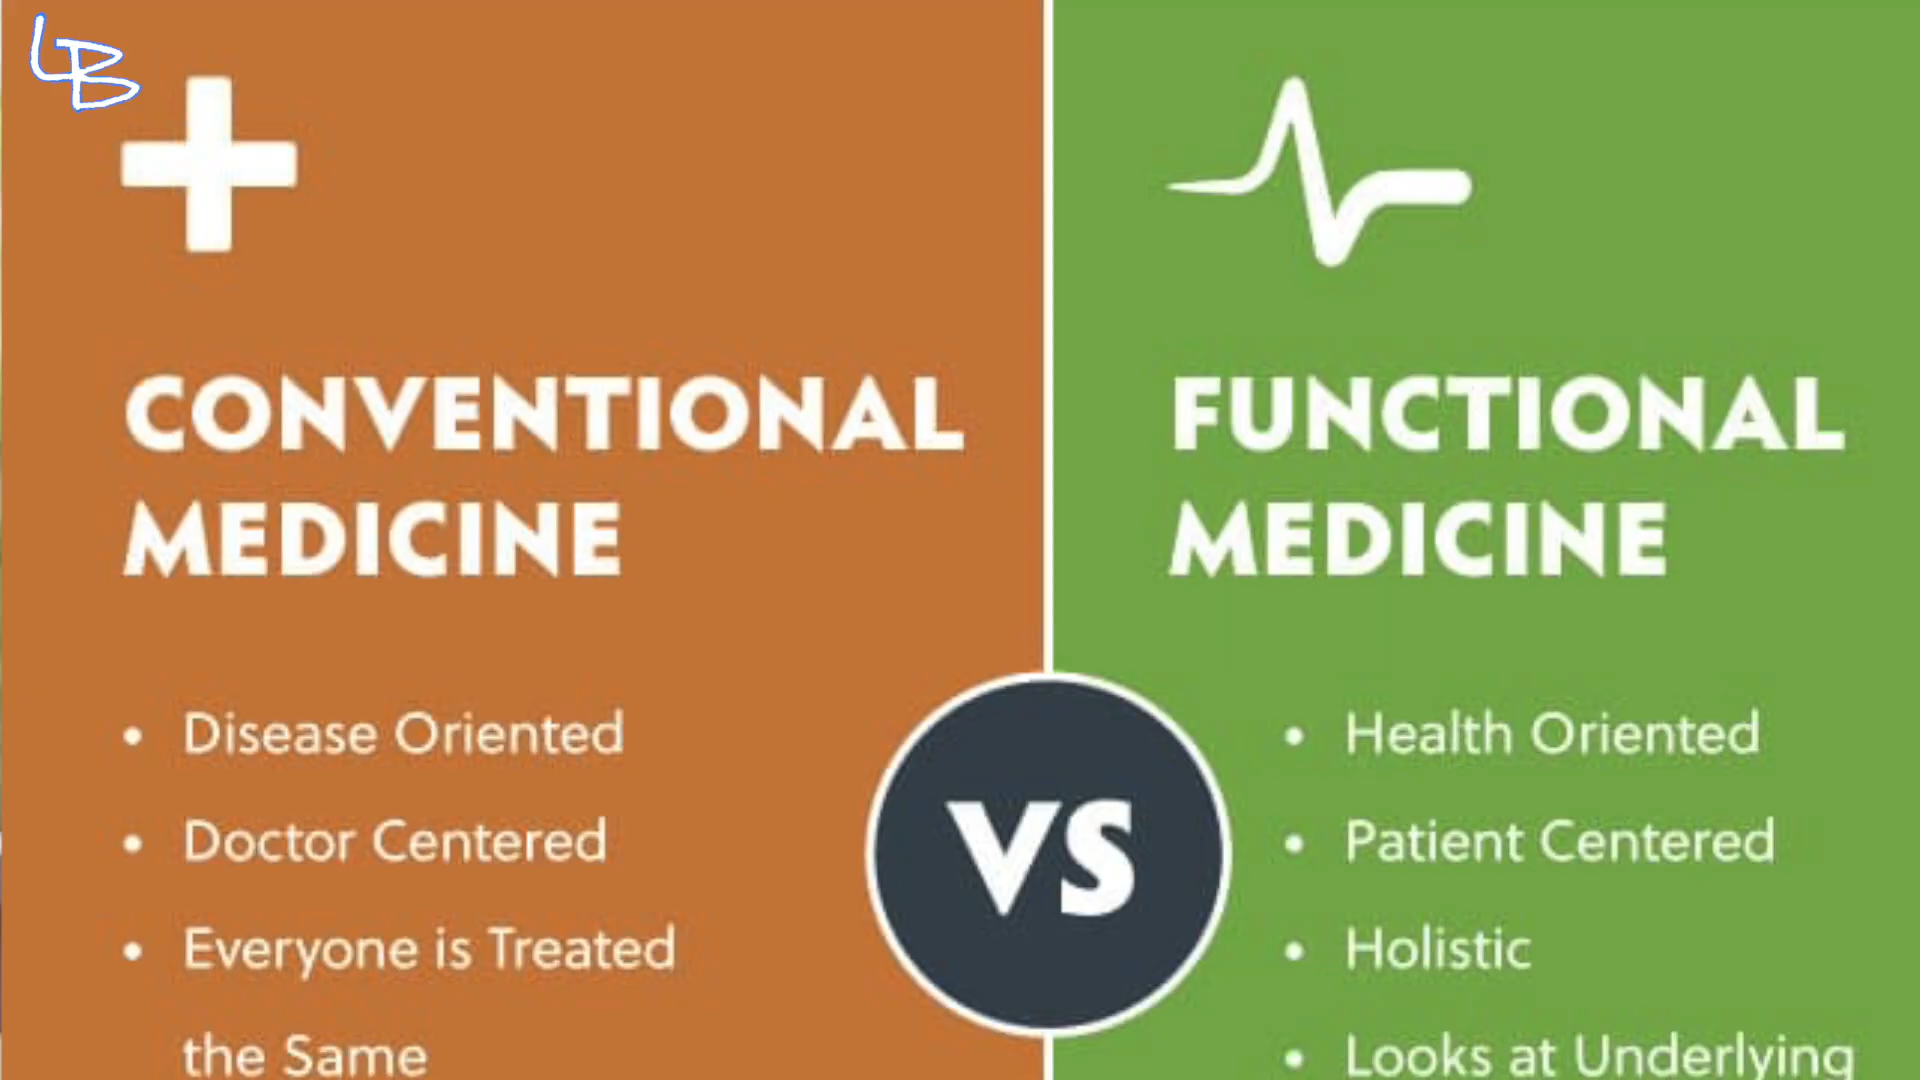 LB
CONVENTIONAL
MEDICINE
• Disease Oriented
• Doctor Centered
• Everyone is Treated
the Same
VS
FUNCTIONAL
MEDICINE
• Health Oriented
• Patient Centered
• Holistic
• Looks at Underlying